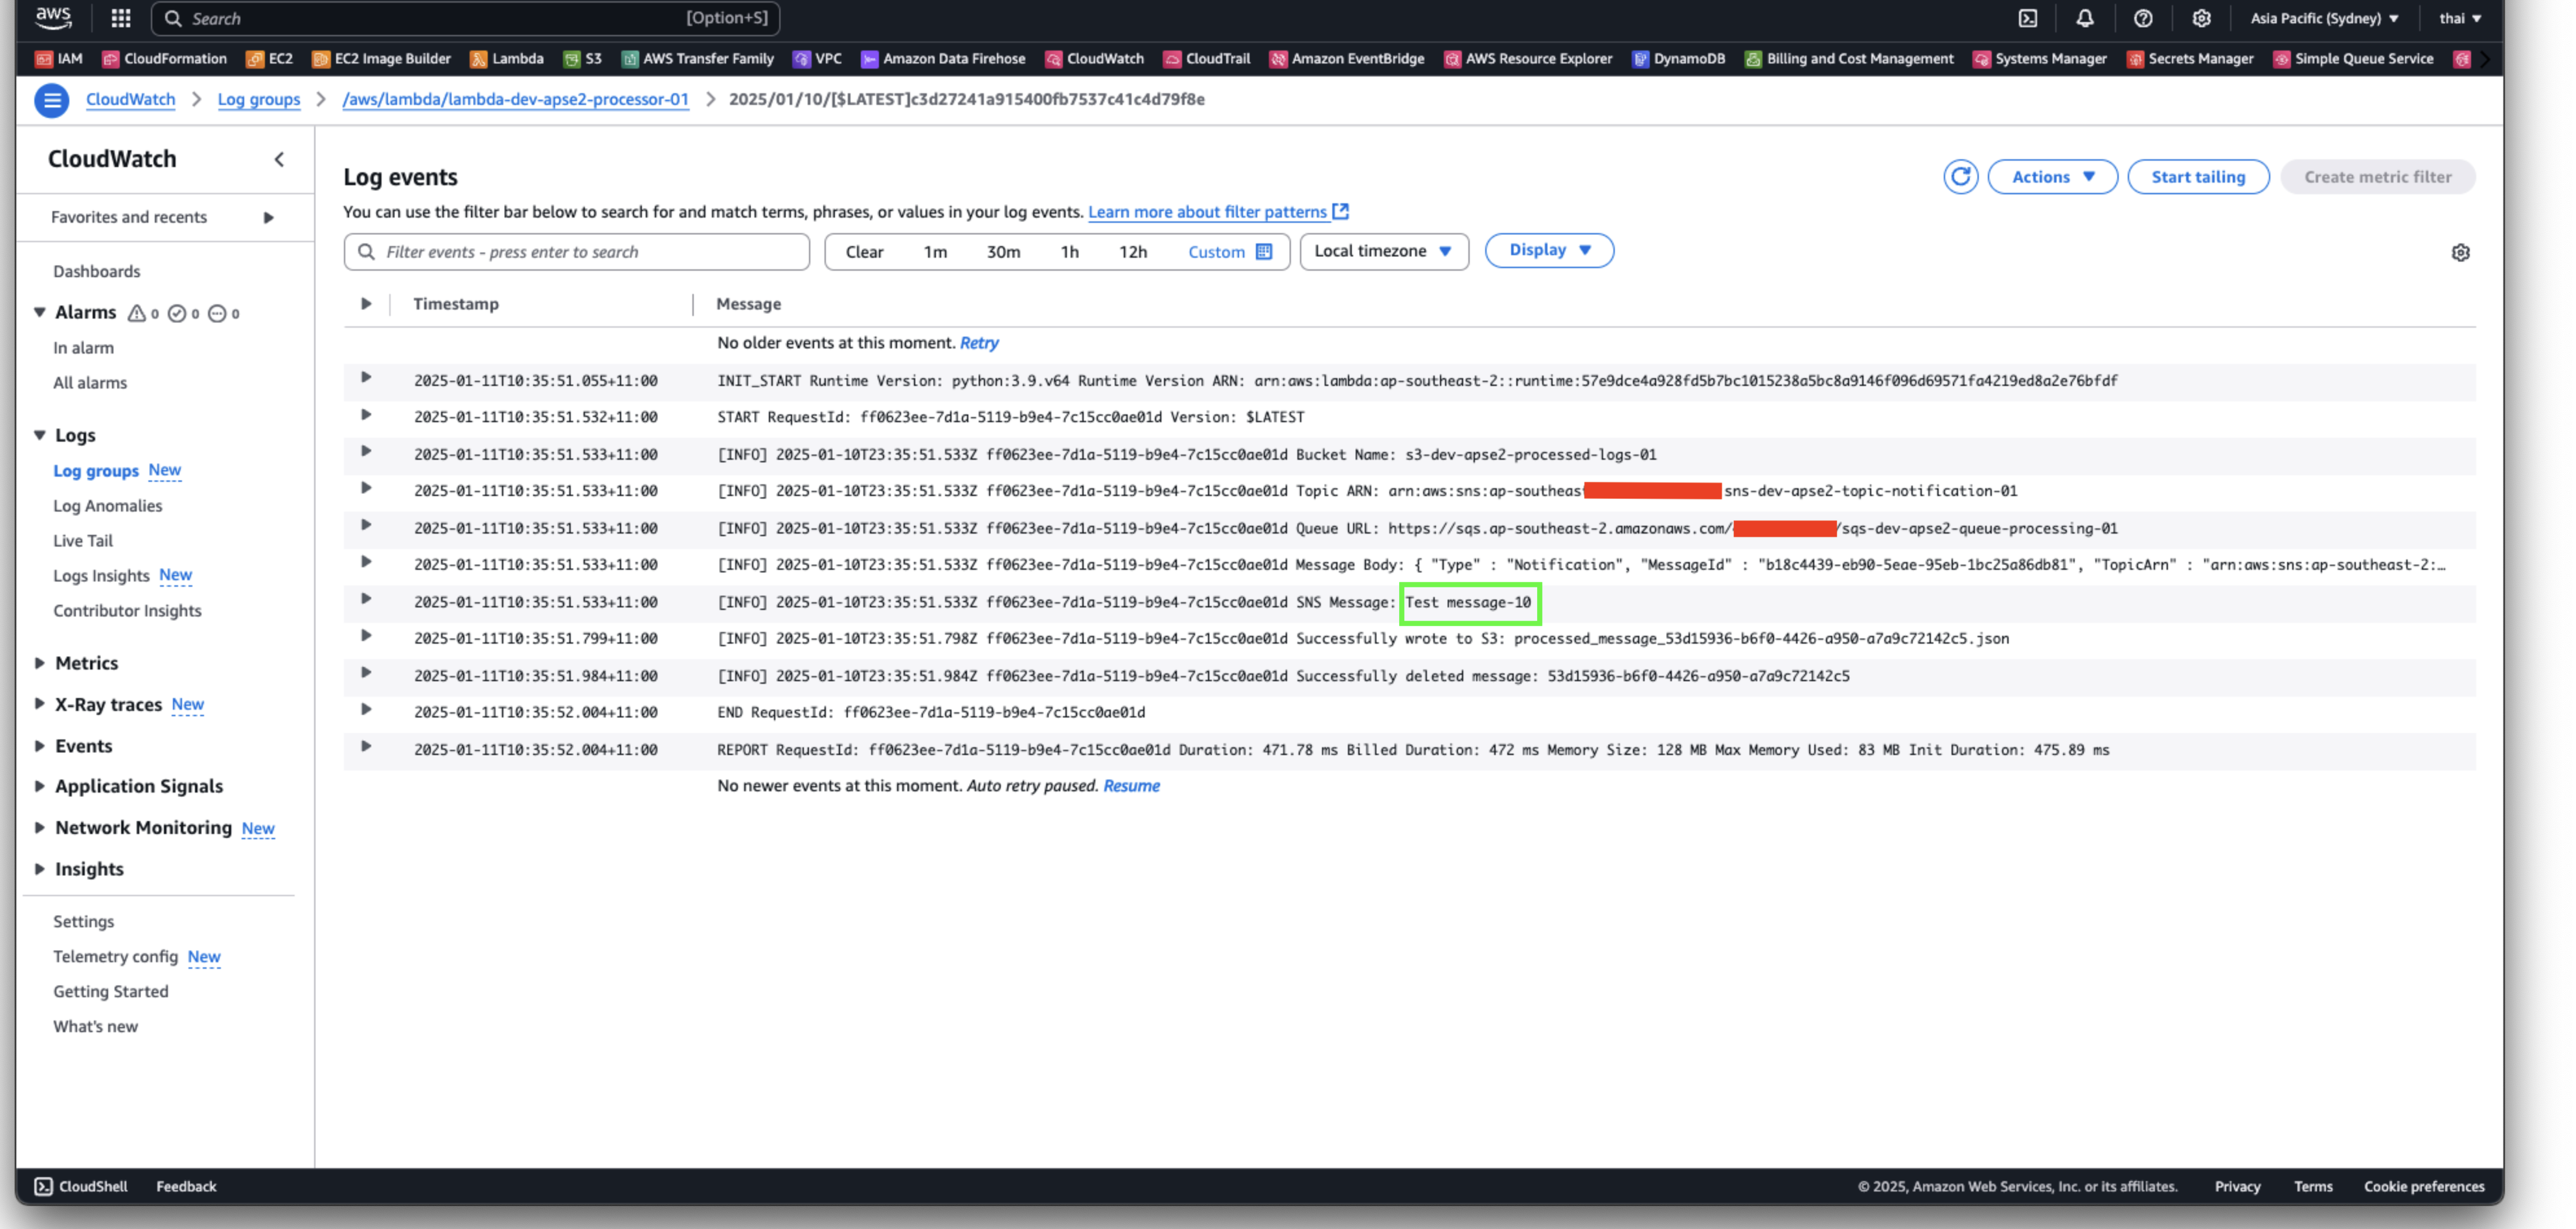 aws Search [Option+S] Asia Pacific (Sydney) thai
IAM CloudFormation EC2 EC2 Image Builder Lambda S3 AWS Transfer Family VPC Amazon Data Firehose CloudWatch CloudTrail Amazon EventBridge AWS Resource Explorer DynamoDB Billing and Cost Management Systems Manager Secrets Manager Simple Queue Service
CloudWatch > Log groups > /aws/lambda/lambda-dev-apse2-processor-01 > 2025/01/10/[$LATEST]c3d27241a915400fb7537c41c4d79f8e
CloudWatch
Favorites and recents
Dashboards
Alarms 0 0 0
In alarm
All alarms
Logs
Log groups New
Log Anomalies
Live Tail
Logs Insights New
Contributor Insights
Metrics
X-Ray traces New
Events
Application Signals
Network Monitoring New
Insights
Settings
Telemetry config New
Getting Started
What's new
Log events
Actions Start tailing Create metric filter
You can use the filter bar below to search for and match terms, phrases, or values in your log events. Learn more about filter patterns
Filter events - press enter to search Clear 1m 30m 1h 12h Custom Local timezone Display
Timestamp Message
No older events at this moment. Retry
2025-01-11T10:35:51.055+11:00 INIT_START Runtime Version: python:3.9.v64 Runtime Version ARN: arn:aws:lambda:ap-southeast-2::runtime:57e9dce4a928fd5b7bc1015238a5bc8a9146f096d69571fa4219ed8a2e76bfdf
2025-01-11T10:35:51.532+11:00 START RequestId: ff0623ee-7d1a-5119-b9e4-7c15cc0ae01d Version: $LATEST
2025-01-11T10:35:51.533+11:00 [INFO] 2025-01-10T23:35:51.533Z ff0623ee-7d1a-5119-b9e4-7c15cc0ae01d Bucket Name: s3-dev-apse2-processed-logs-01
2025-01-11T10:35:51.533+11:00 [INFO] 2025-01-10T23:35:51.533Z ff0623ee-7d1a-5119-b9e4-7c15cc0ae01d Topic ARN: arn:aws:sns:ap-southeas sns-dev-apse2-topic-notification-01
2025-01-11T10:35:51.533+11:00 [INFO] 2025-01-10T23:35:51.533Z ff0623ee-7d1a-5119-b9e4-7c15cc0ae01d Queue URL: https://sqs.ap-southeast-2.amazonaws.com/ /sqs-dev-apse2-queue-processing-01
2025-01-11T10:35:51.533+11:00 [INFO] 2025-01-10T23:35:51.533Z ff0623ee-7d1a-5119-b9e4-7c15cc0ae01d Message Body: { "Type" : "Notification", "MessageId" : "b18c4439-eb90-5eae-95eb-1bc25a86db81", "TopicArn" : "arn:aws:sns:ap-southeast-2:…
2025-01-11T10:35:51.533+11:00 [INFO] 2025-01-10T23:35:51.533Z ff0623ee-7d1a-5119-b9e4-7c15cc0ae01d SNS Message: Test message-10
2025-01-11T10:35:51.799+11:00 [INFO] 2025-01-10T23:35:51.798Z ff0623ee-7d1a-5119-b9e4-7c15cc0ae01d Successfully wrote to S3: processed_message_53d15936-b6f0-4426-a950-a7a9c72142c5.json
2025-01-11T10:35:51.984+11:00 [INFO] 2025-01-10T23:35:51.984Z ff0623ee-7d1a-5119-b9e4-7c15cc0ae01d Successfully deleted message: 53d15936-b6f0-4426-a950-a7a9c72142c5
2025-01-11T10:35:52.004+11:00 END RequestId: ff0623ee-7d1a-5119-b9e4-7c15cc0ae01d
2025-01-11T10:35:52.004+11:00 REPORT RequestId: ff0623ee-7d1a-5119-b9e4-7c15cc0ae01d Duration: 471.78 ms Billed Duration: 472 ms Memory Size: 128 MB Max Memory Used: 83 MB Init Duration: 475.89 ms
No newer events at this moment. Auto retry paused. Resume
CloudShell Feedback © 2025, Amazon Web Services, Inc. or its affiliates. Privacy Terms Cookie preferences